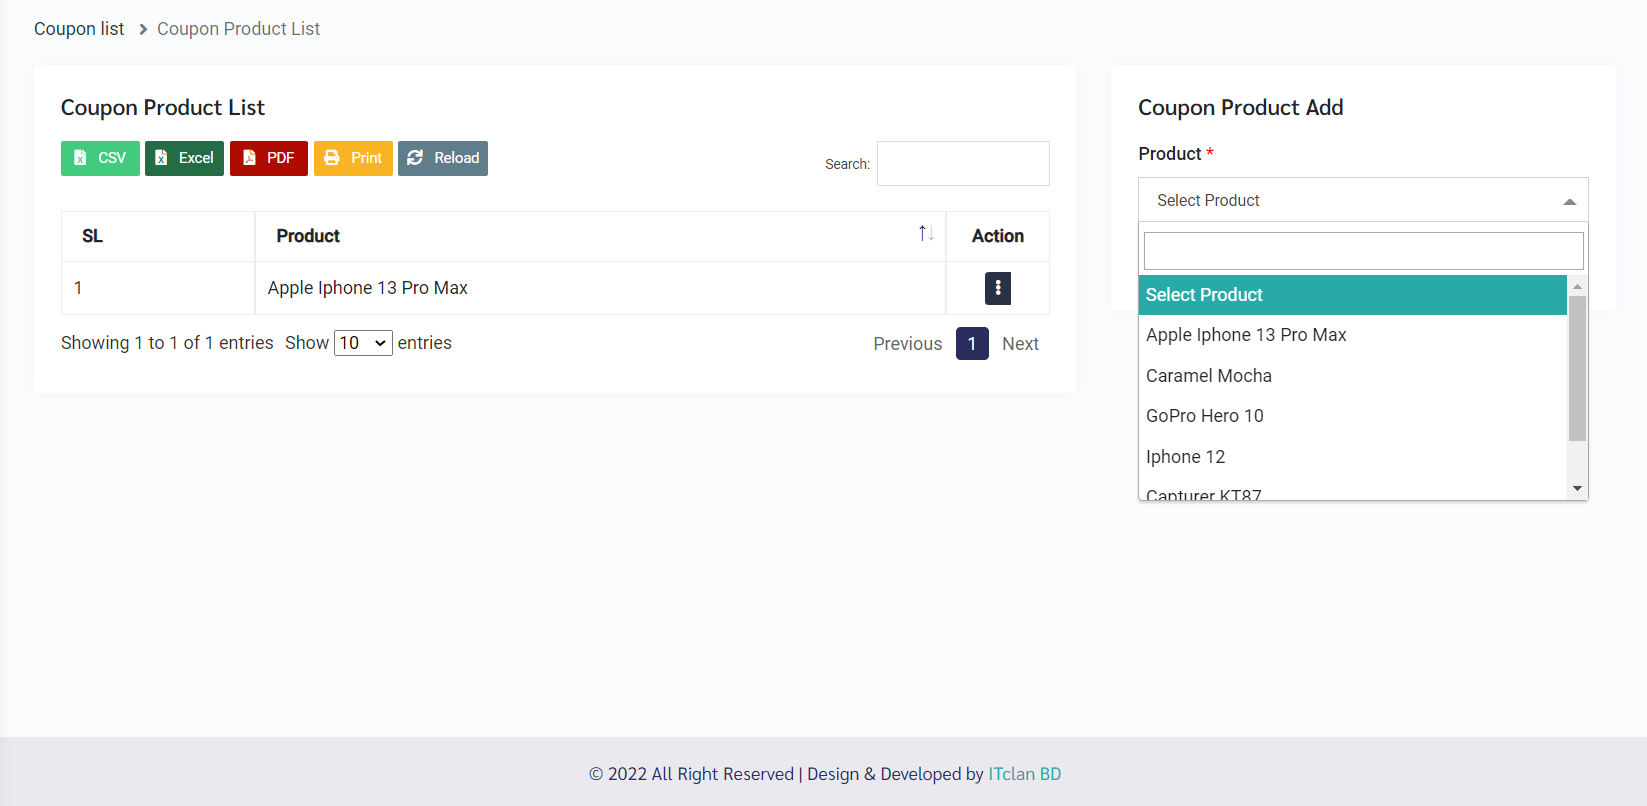 Coupon list > Coupon Product List
Coupon Product List
CSV Excel PDF Print Reload
Search:
SL Product Action
1 Apple Iphone 13 Pro Max
Showing 1 to 1 of 1 entries Show 10 entries
Previous 1 Next
Coupon Product Add
Product *
Select Product
Select Product
Apple Iphone 13 Pro Max
Caramel Mocha
GoPro Hero 10
Iphone 12
Capturer KT87
© 2022 All Right Reserved | Design & Developed by ITclan BD